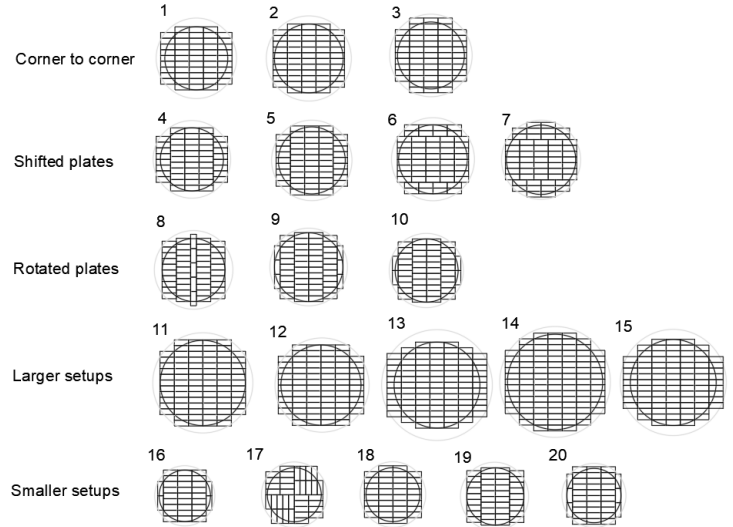 1 2 3
Corner to corner
4 5 6 7
Shifted plates
8 9 10
Rotated plates
11 12 13 14 15
Larger setups
16 17 18 19 20
Smaller setups